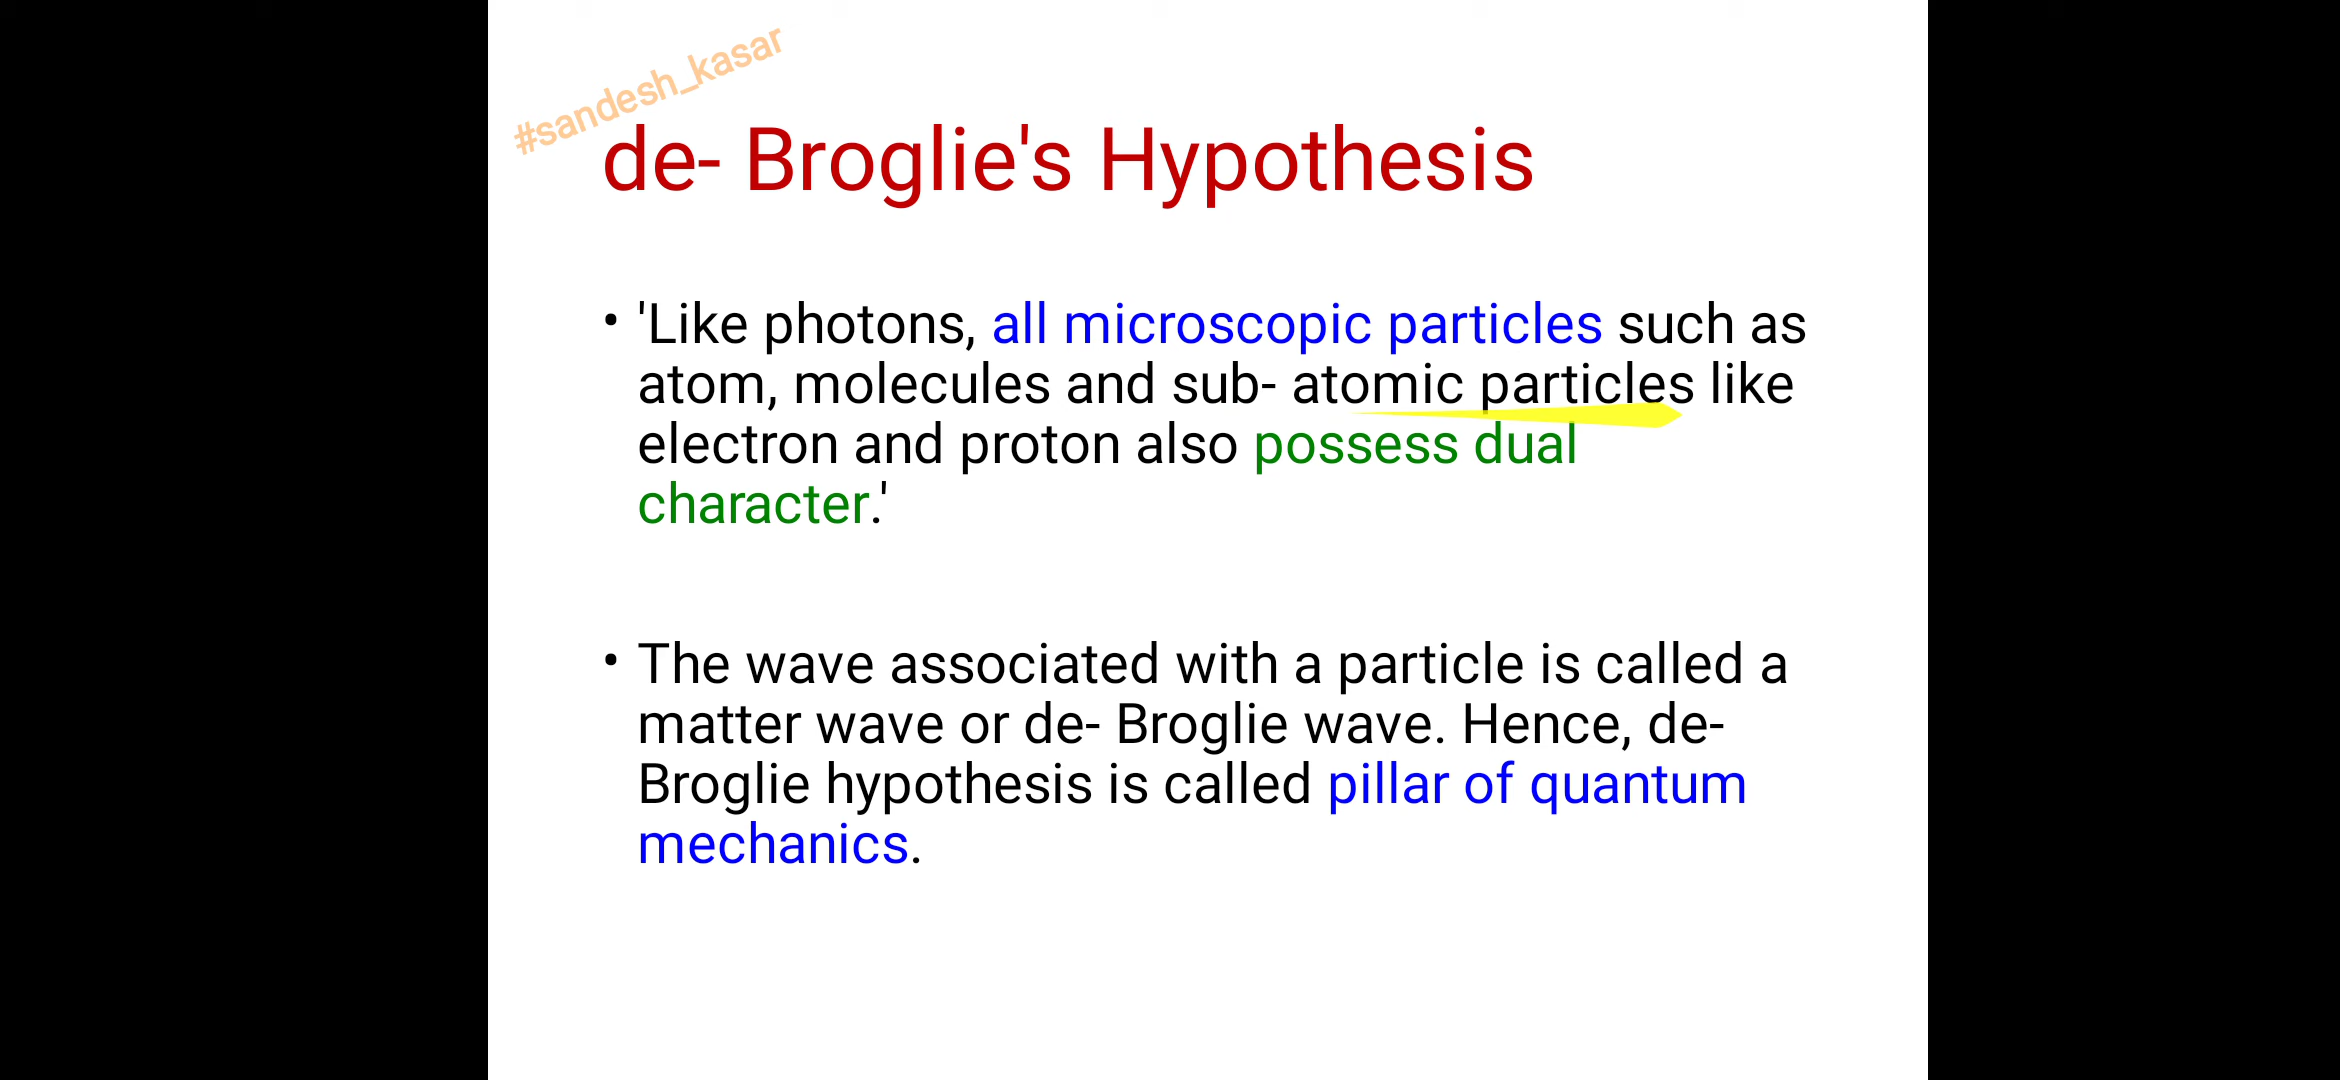 #sandesh_kasar
de- Broglie's Hypothesis
• 'Like photons, all microscopic particles such as
atom, molecules and sub- atomic particles like
electron and proton also possess dual
character.'
• The wave associated with a particle is called a
matter wave or de- Broglie wave. Hence, de-
Broglie hypothesis is called pillar of quantum
mechanics.